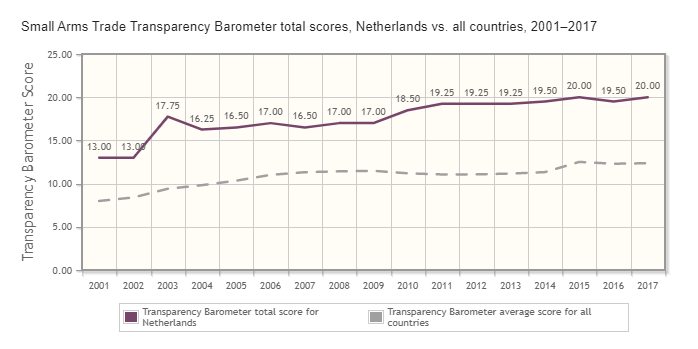 Small Arms Trade Transparency Barometer total scores, Netherlands vs. all countries, 2001–2017
Transparency Barometer Score
25.00
20.00
15.00
10.00
5.00
0.00
13.00 13.00 17.75 16.25 16.50 17.00 16.50 17.00 17.00 18.50 19.25 19.25 19.25 19.50 20.00 19.50 20.00
2001 2002 2003 2004 2005 2006 2007 2008 2009 2010 2011 2012 2013 2014 2015 2016 2017
Transparency Barometer total score for
Netherlands
Transparency Barometer average score for all
countries